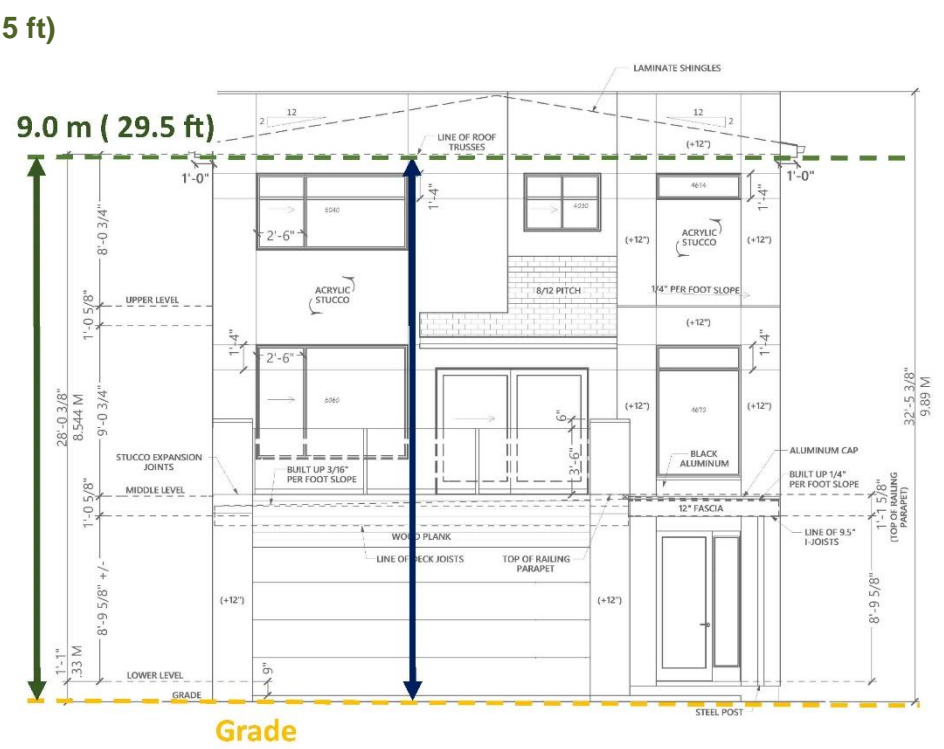 5 ft)
LAMINATE SHINGLES
12
2
12
2
9.0 m ( 29.5 ft)
LINE OF ROOF
TRUSSES
(+12")
1'-0"
1'-0"
6040
1'-4"
4030
4614
1'-4"
8'-0 3/4"
2'-6"
ACRYLIC
STUCCO
(+12")
ACRYLIC
STUCCO
(+12")
8/12 PITCH
1/4" PER FOOT SLOPE
UPPER LEVEL
1'-0 5/8"
(+12")
1'-4"
2'-6"
1'-4"
6060
4673
28'-0 3/8"
8.544 M
9'-0 3/4"
32'-5 3/8"
9.89 M
(+12")
(+12")
6"
3'-6"
STUCCO EXPANSION
JOINTS
BUILT UP 3/16"
PER FOOT SLOPE
BLACK
ALUMINUM
ALUMINUM CAP
BUILT UP 1/4"
PER FOOT SLOPE
MIDDLE LEVEL
1'-0 5/8"
12" FASCIA
1'-1 5/8"
(TOP OF RAILING
PARAPET)
WOOD PLANK
LINE OF 9.5"
I-JOISTS
LINE OF DECK JOISTS
TOP OF RAILING
PARAPET
8'-9 5/8" +/-
(+12")
(+12")
8'-9 5/8"
1'-1"
.33 M
LOWER LEVEL
9"
GRADE
STEEL POST
Grade